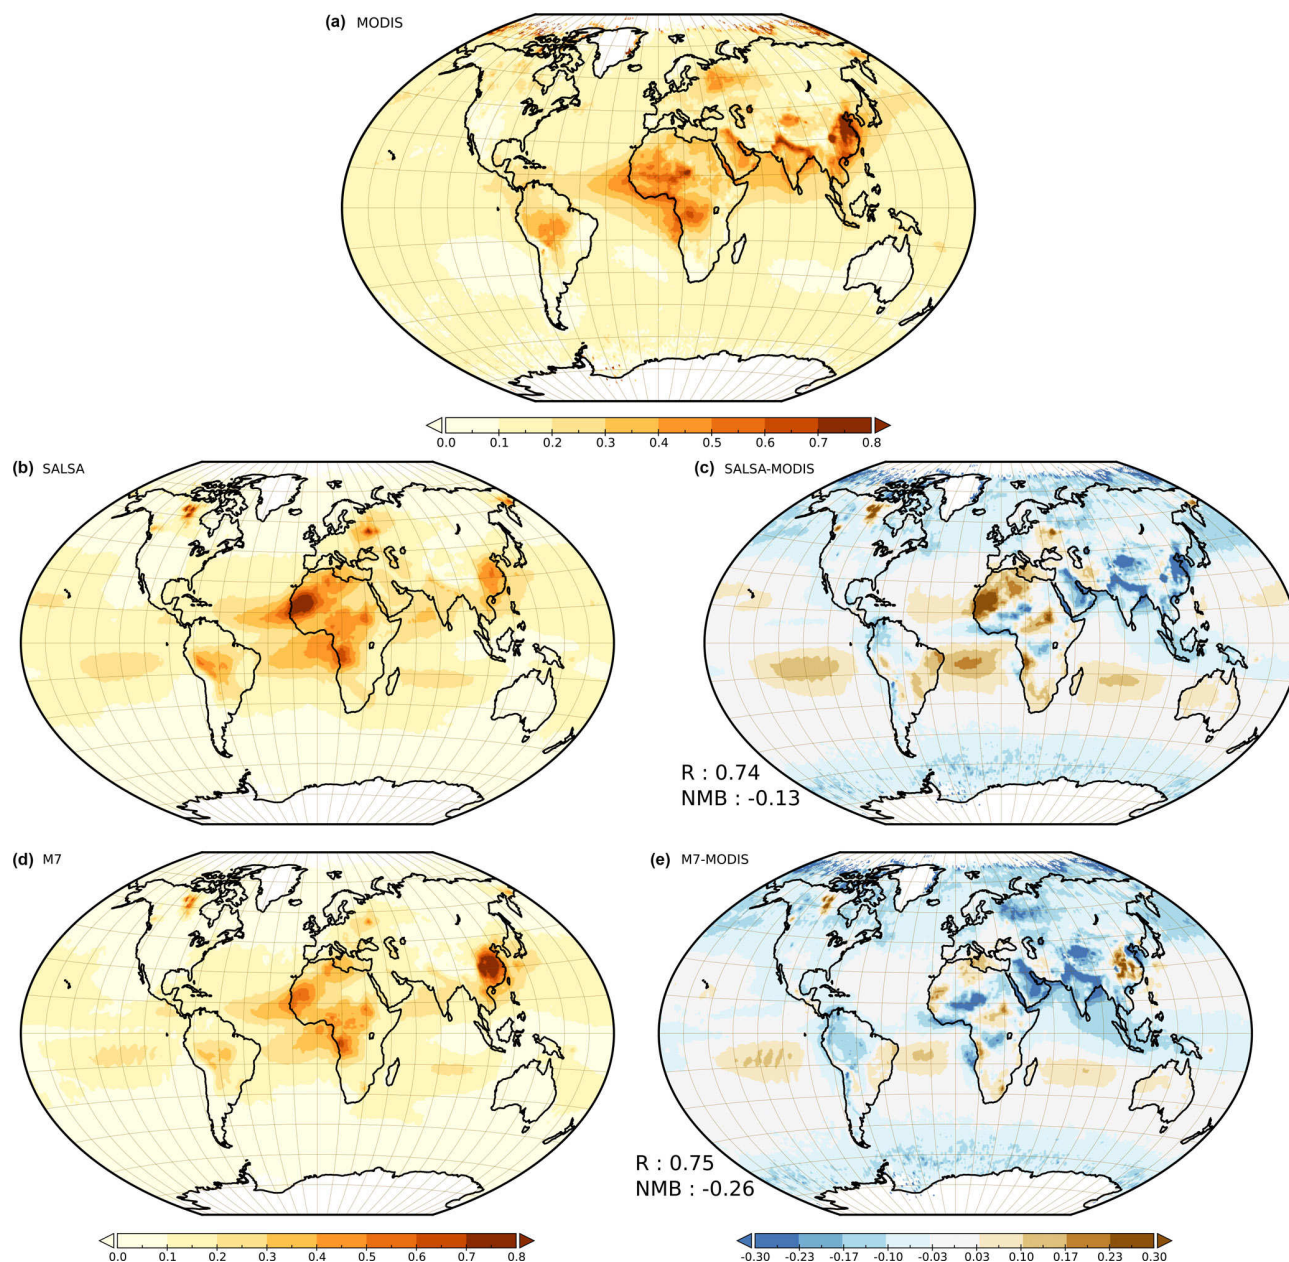 (a) MODIS
0.0 0.1 0.2 0.3 0.4 0.5 0.6 0.7 0.8
(b) SALSA
(c) SALSA-MODIS
R : 0.74
NMB : -0.13
(d) M7
(e) M7-MODIS
R : 0.75
NMB : -0.26
0.0 0.1 0.2 0.3 0.4 0.5 0.6 0.7 0.8
-0.30 -0.23 -0.17 -0.10 -0.03 0.03 0.10 0.17 0.23 0.30